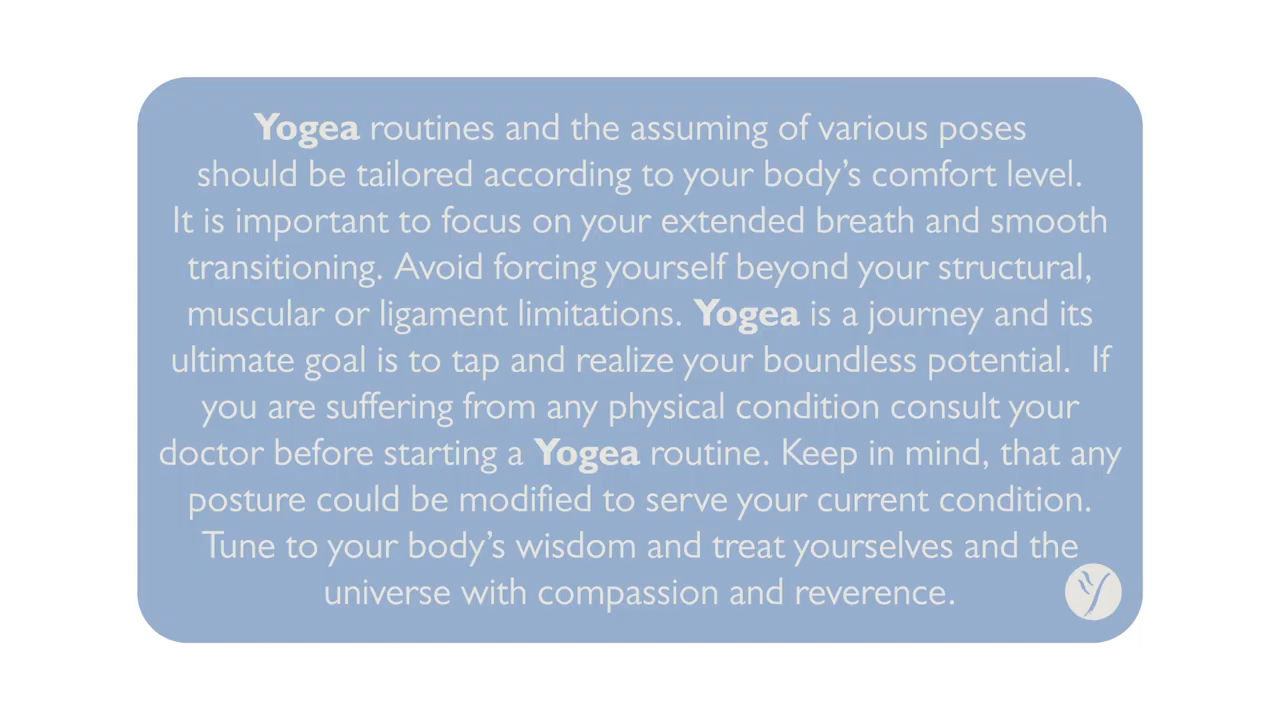 Yogea routines and the assuming of various poses
should be tailored according to your body's comfort level.
It is important to focus on your extended breath and smooth
transitioning. Avoid forcing yourself beyond your structural,
muscular or ligament limitations. Yogea is a journey and its
ultimate goal is to tap and realize your boundless potential.  If
you are suffering from any physical condition consult your
doctor before starting a Yogea routine. Keep in mind, that any
posture could be modified to serve your current condition.
Tune to your body's wisdom and treat yourselves and the
universe with compassion and reverence.